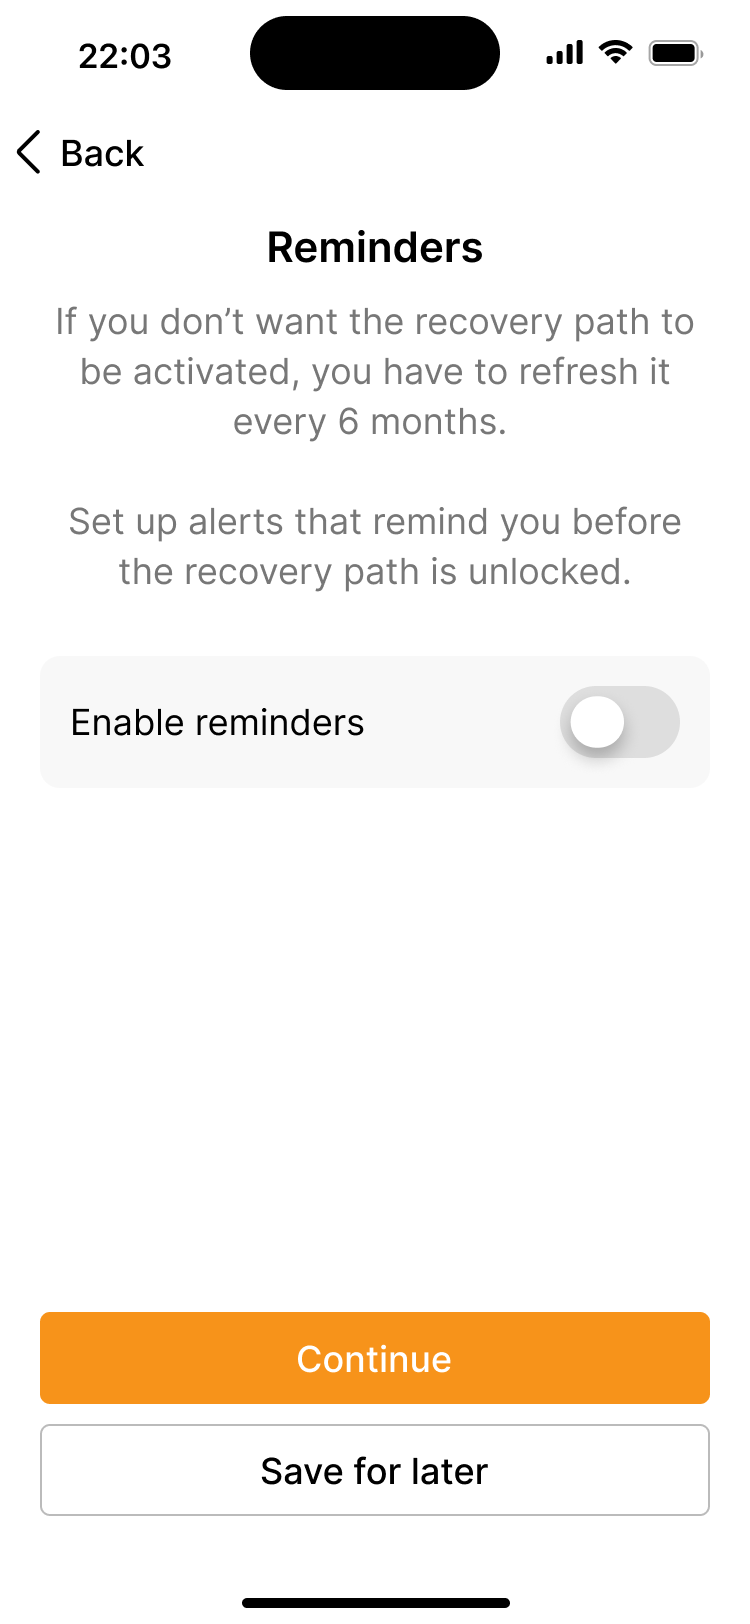 22:03
Back
Reminders
If you don’t want the recovery path to
be activated, you have to refresh it
every 6 months.
Set up alerts that remind you before
the recovery path is unlocked.
Enable reminders
Continue
Save for later